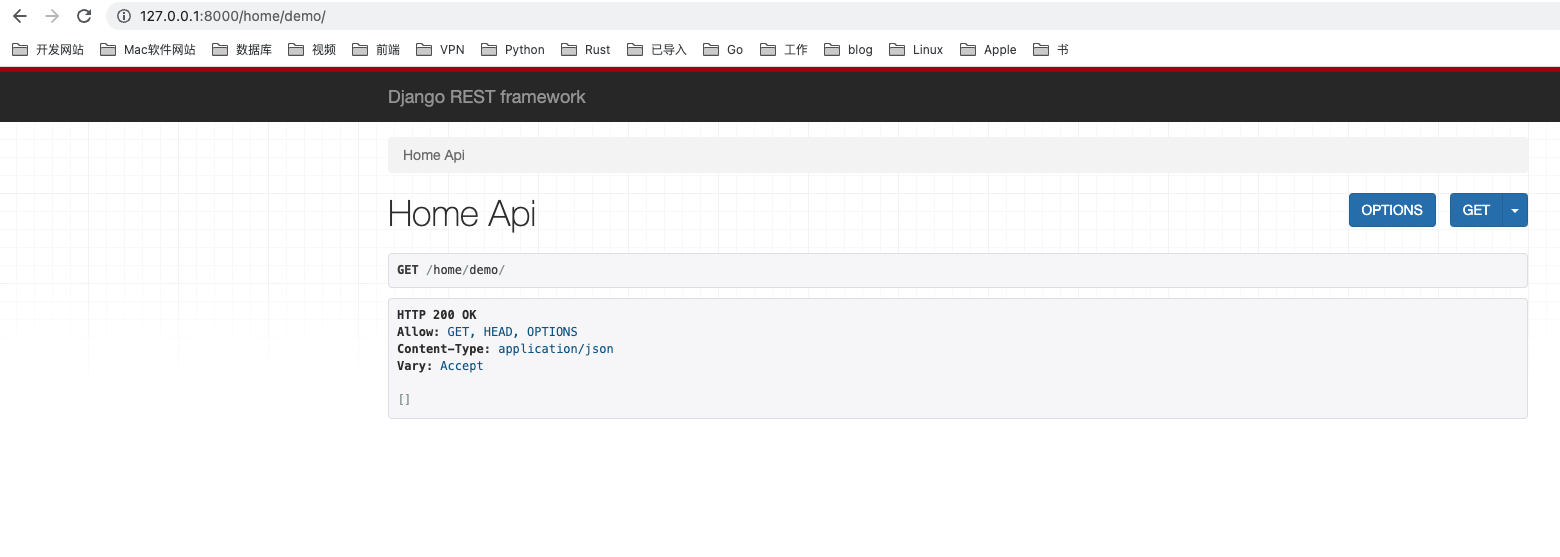 127.0.0.1:8000/home/demo/
开发网站 Mac软件网站 数据库 视频 前端 VPN Python Rust 已导入 Go 工作 blog Linux Apple 书
Django REST framework
Home Api
Home Api OPTIONS GET
GET /home/demo/
HTTP 200 OK
Allow: GET, HEAD, OPTIONS
Content-Type: application/json
Vary: Accept
[]